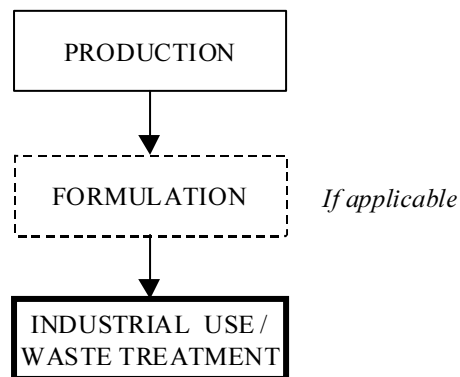 PRODUCTION
FORMULATION
If applicable
INDUSTRIAL USE /
WASTE TREATMENT